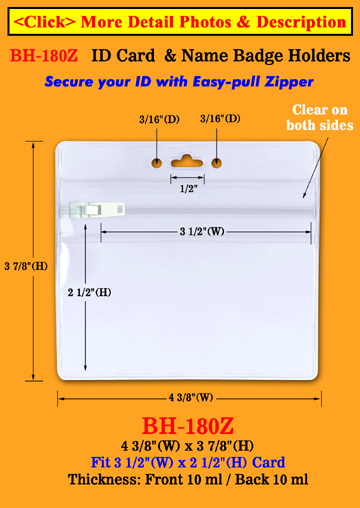 <Click> More Detail Photos & Description
BH-180Z ID Card & Name Badge Holders
Secure your ID with Easy-pull Zipper
Clear on
both sides
3/16"(D) 3/16"(D)
1/2"
3 1/2"(W)
3 7/8"(H)
2 1/2"(H)
4 3/8"(W)
BH-180Z
4 3/8"(W) x 3 7/8"(H)
Fit 3 1/2"(W) x 2 1/2"(H) Card
Thickness: Front 10 ml / Back 10 ml